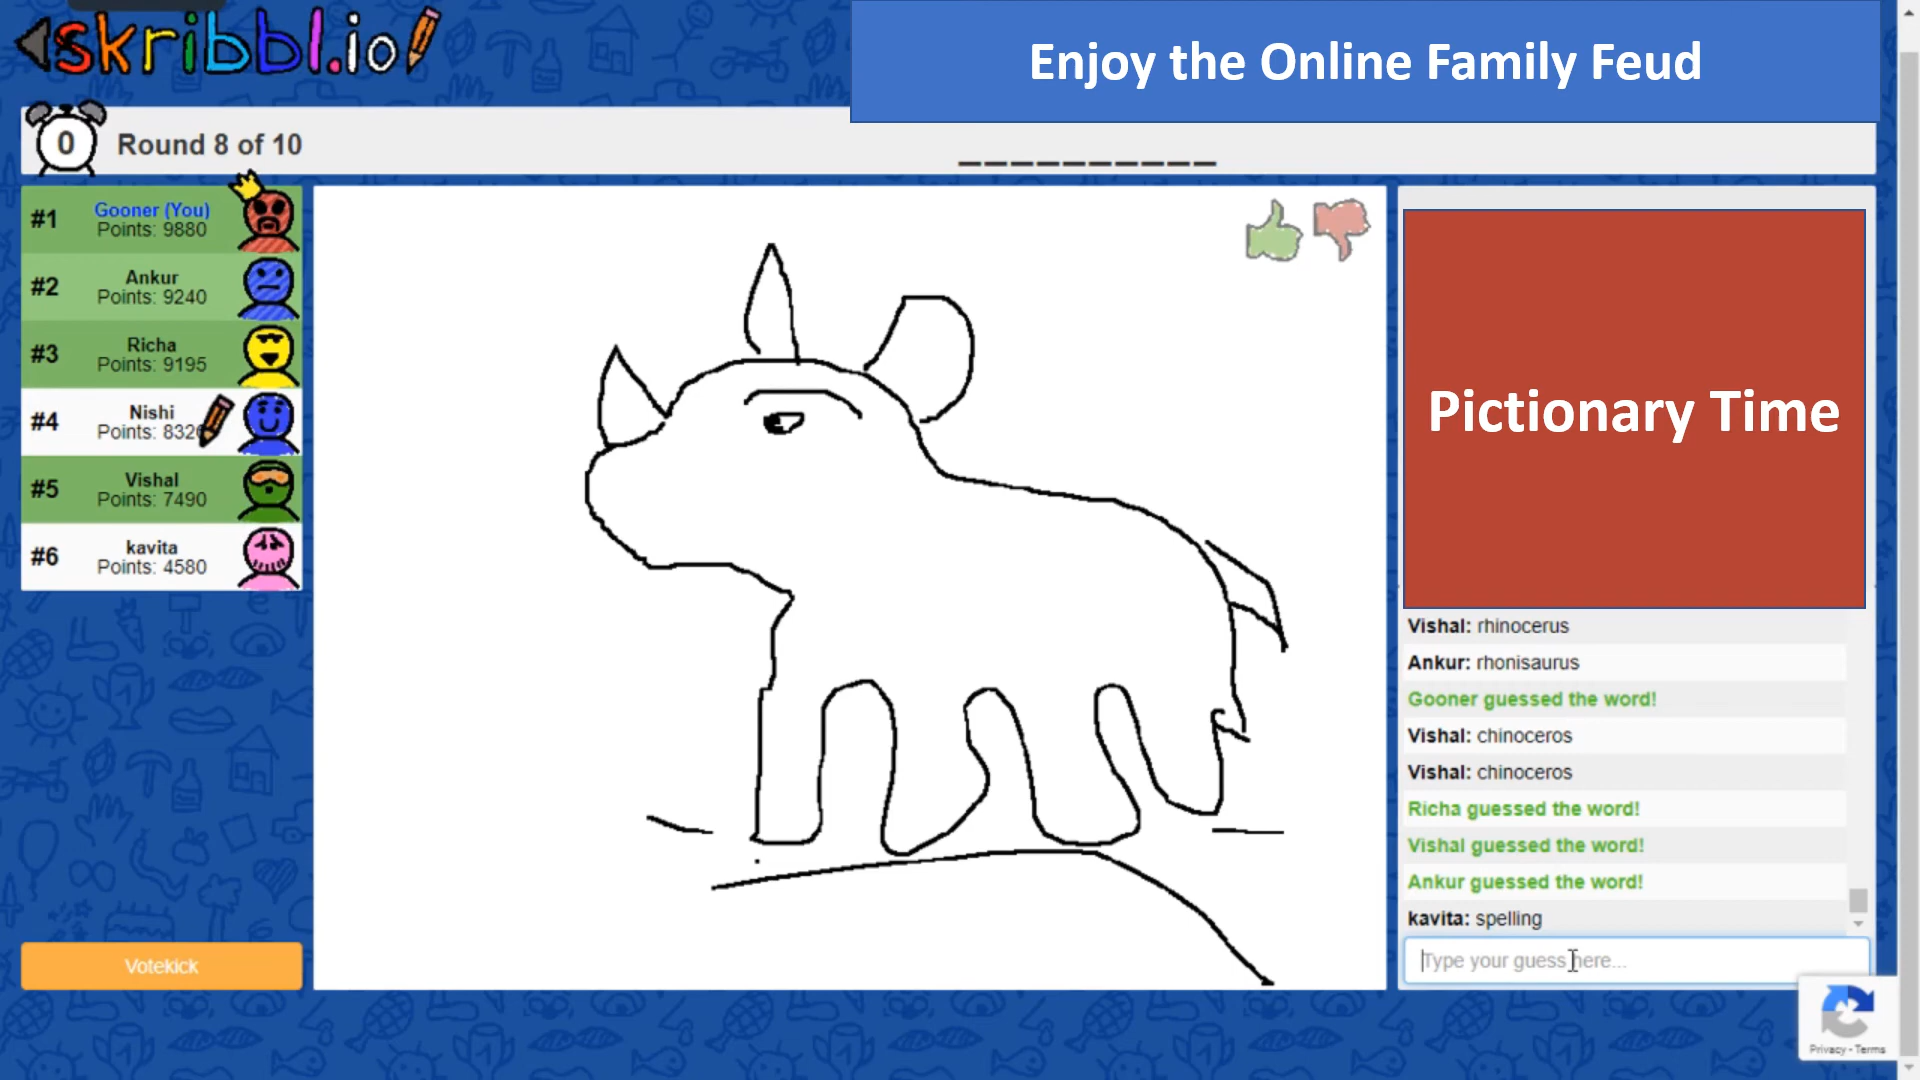 skribbl.io
Enjoy the Online Family Feud
0
Round 8 of 10
__________
#1
Gooner (You)
Points: 9880
#2
Ankur
Points: 9240
#3
Richa
Points: 9195
#4
Nishi
Points: 832
#5
Vishal
Points: 7490
#6
kavita
Points: 4580
Votekick
Pictionary Time
Vishal: rhinocerus
Ankur: rhonisaurus
Gooner guessed the word!
Vishal: chinoceros
Vishal: chinoceros
Richa guessed the word!
Vishal guessed the word!
Ankur guessed the word!
kavita: spelling
Type your guess here...
Privacy - Terms